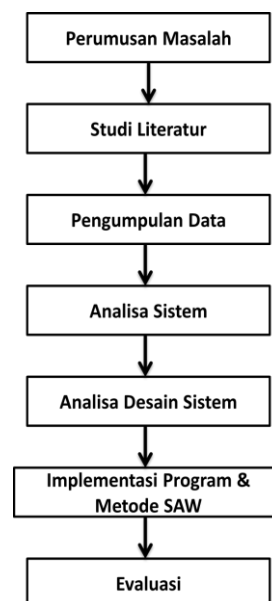 Perumusan Masalah
Studi Literatur
Pengumpulan Data
Analisa Sistem
Analisa Desain Sistem
Implementasi Program &
Metode SAW
Evaluasi